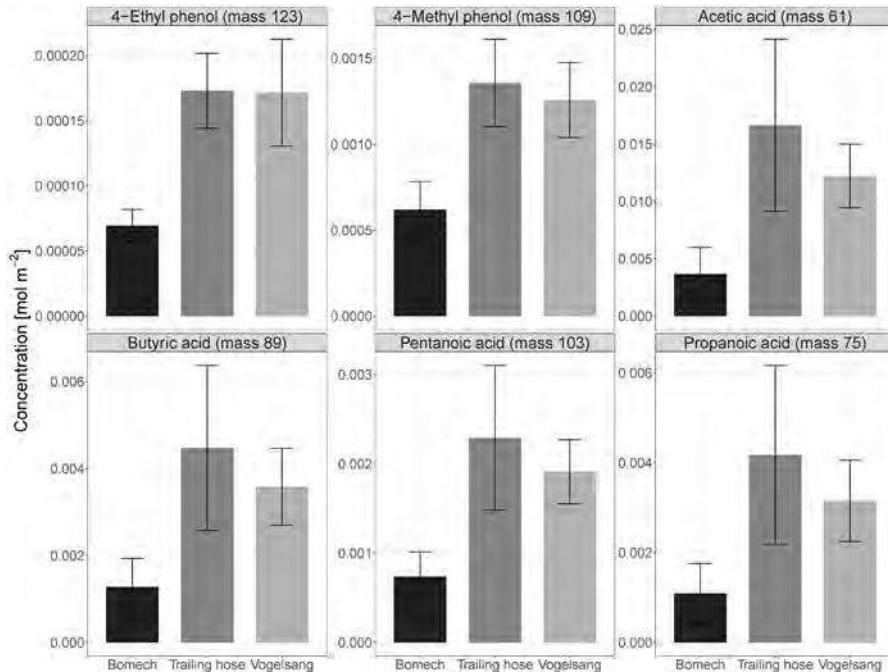 4−Ethyl phenol (mass 123)
4−Methyl phenol (mass 109)
Acetic acid (mass 61)
0.00020
0.00015
0.00010
0.00005
0.00000
0.0015
0.0010
0.0005
0.0000
0.025
0.020
0.015
0.010
0.005
0.000
Concentration [mol m⁻²]
Butyric acid (mass 89)
Pentanoic acid (mass 103)
Propanoic acid (mass 75)
0.006
0.004
0.002
0.000
0.003
0.002
0.001
0.000
0.006
0.004
0.002
0.000
Bomech Trailing hose Vogelsang
Bomech Trailing hose Vogelsang
Bomech Trailing hose Vogelsang